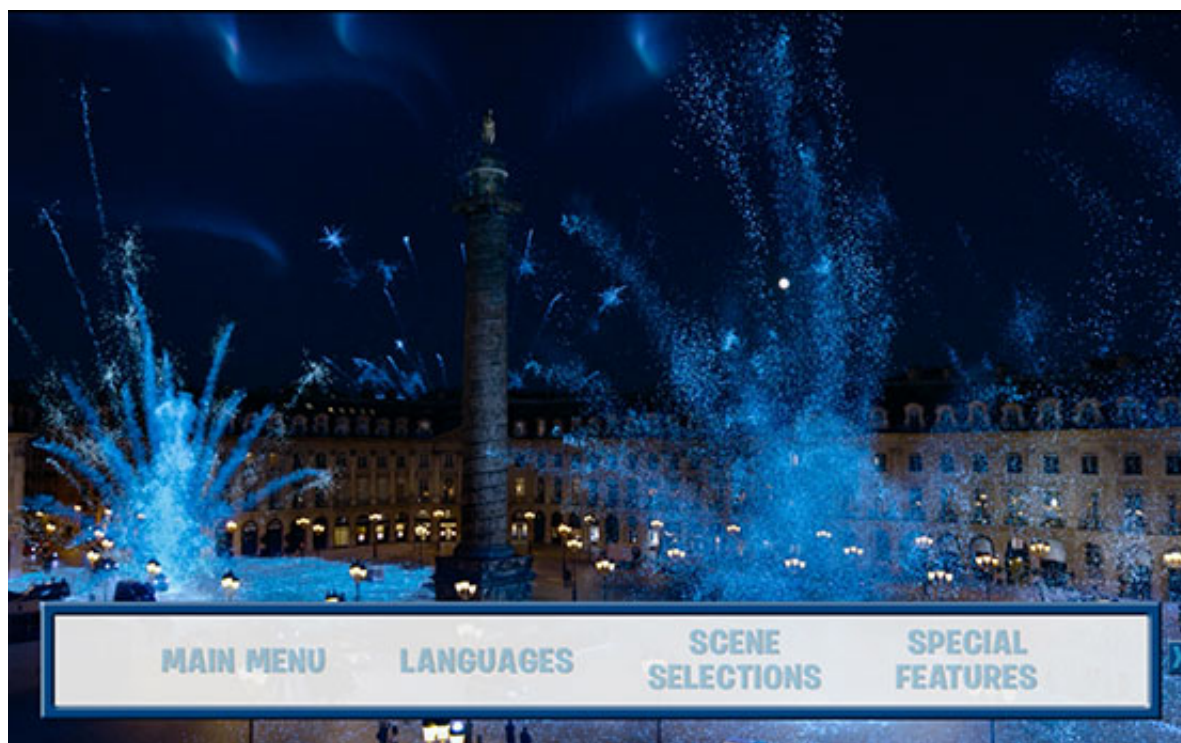 MAIN MENU
LANGUAGES
SCENE
SELECTIONS
SPECIAL
FEATURES